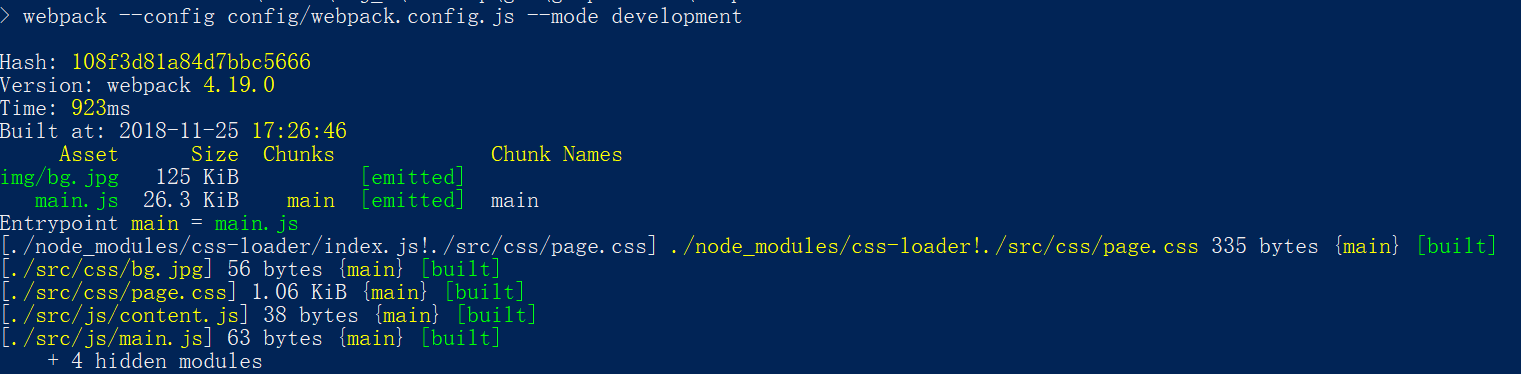 > webpack --config config/webpack.config.js --mode development
Hash: 108f3d81a84d7bbc5666
Version: webpack 4.19.0
Time: 923ms
Built at: 2018-11-25 17:26:46
Asset Size Chunks Chunk Names
img/bg.jpg 125 KiB [emitted]
main.js 26.3 KiB main [emitted] main
Entrypoint main = main.js
[./node_modules/css-loader/index.js!./src/css/page.css] ./node_modules/css-loader!./src/css/page.css 335 bytes {main} [built]
[./src/css/bg.jpg] 56 bytes {main} [built]
[./src/css/page.css] 1.06 KiB {main} [built]
[./src/js/content.js] 38 bytes {main} [built]
[./src/js/main.js] 63 bytes {main} [built]
+ 4 hidden modules